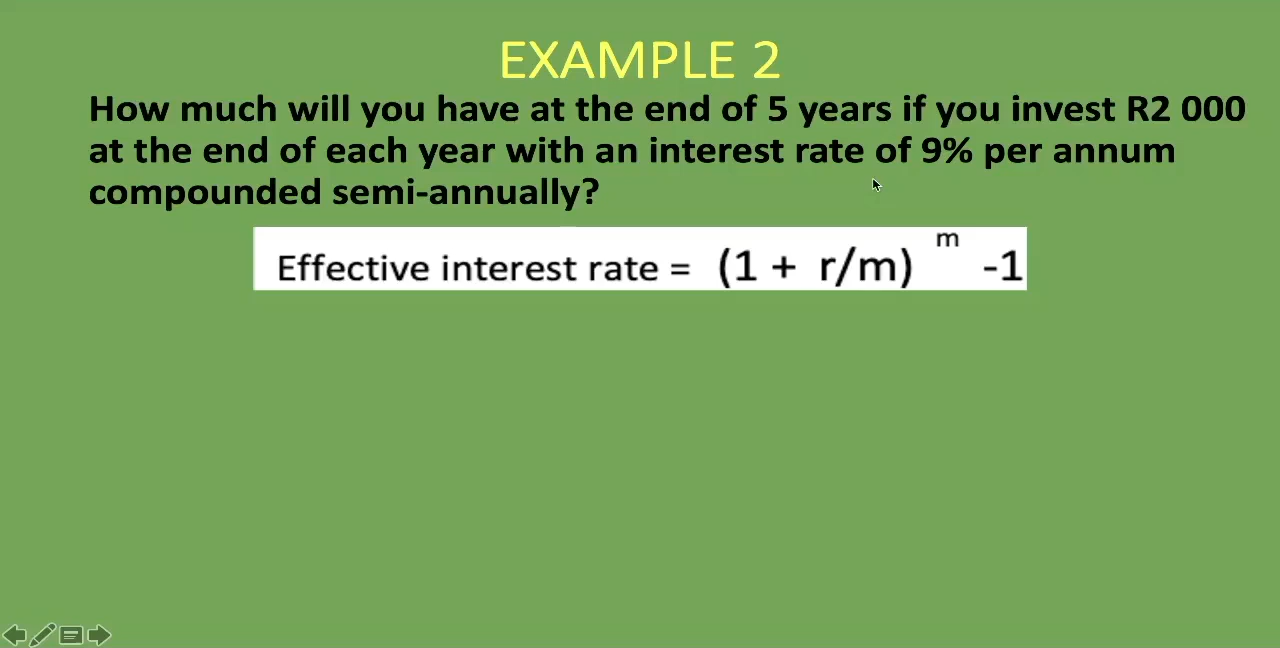 EXAMPLE 2
How much will you have at the end of 5 years if you invest R2 000
at the end of each year with an interest rate of 9% per annum
compounded semi-annually?
Effective interest rate = (1 + r/m) m -1